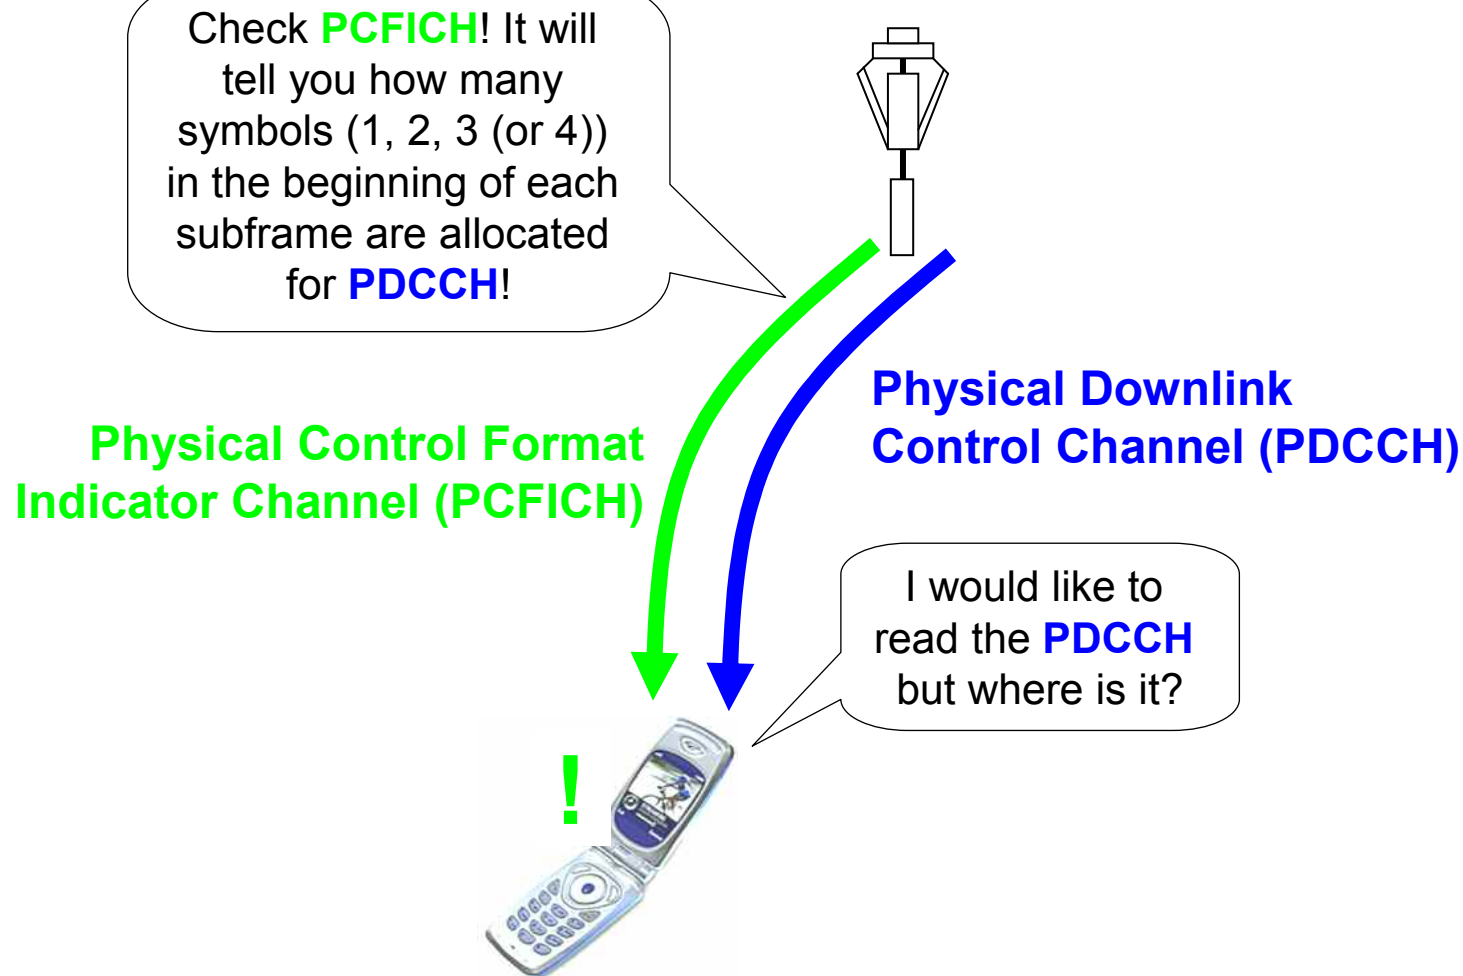 Check PCFICH! It will
tell you how many
symbols (1, 2, 3 (or 4))
in the beginning of each
subframe are allocated
for PDCCH!
Physical Downlink
Control Channel (PDCCH)
Physical Control Format
Indicator Channel (PCFICH)
I would like to
read the PDCCH
but where is it?
!